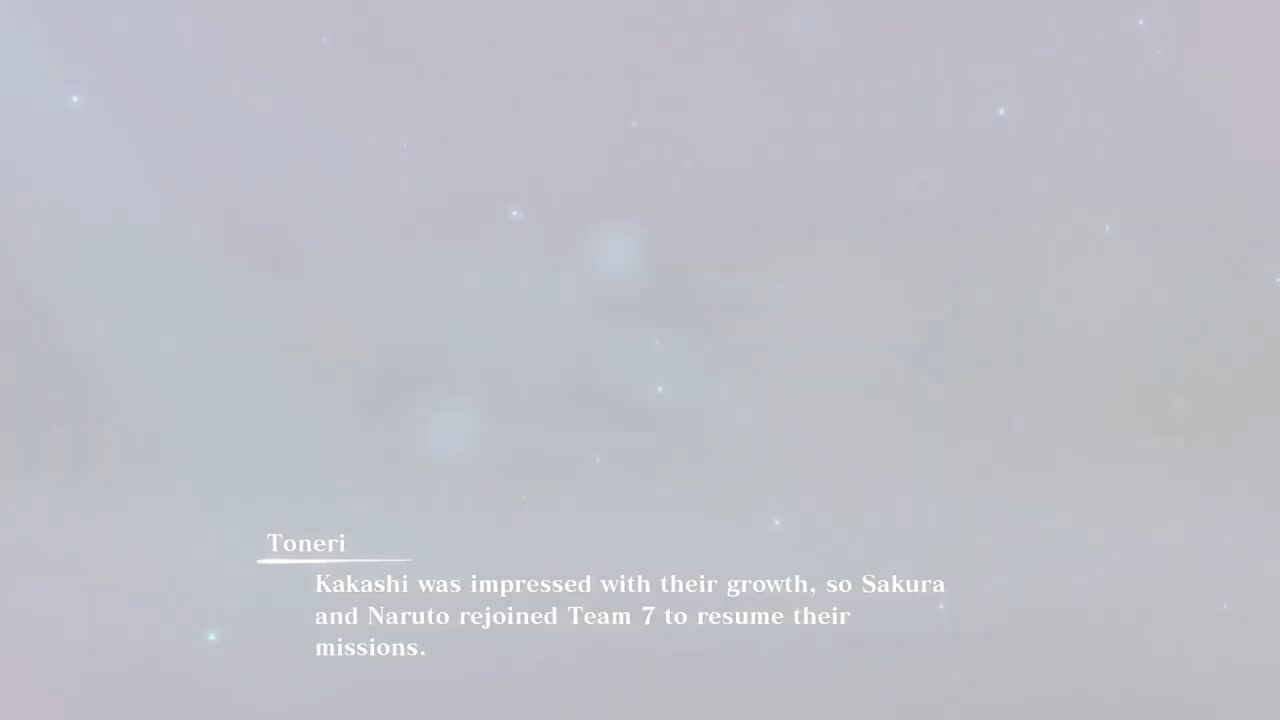 Toneri
Kakashi was impressed with their growth, so Sakura
and Naruto rejoined Team 7 to resume their
missions.